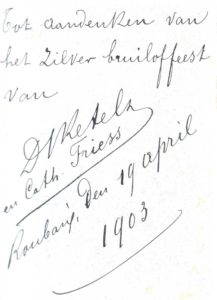 Tot aandenken van
het zilver bruiloffeest
van
D. Ketels
en Cath. Friess
Roubaix, den 19 april
1903